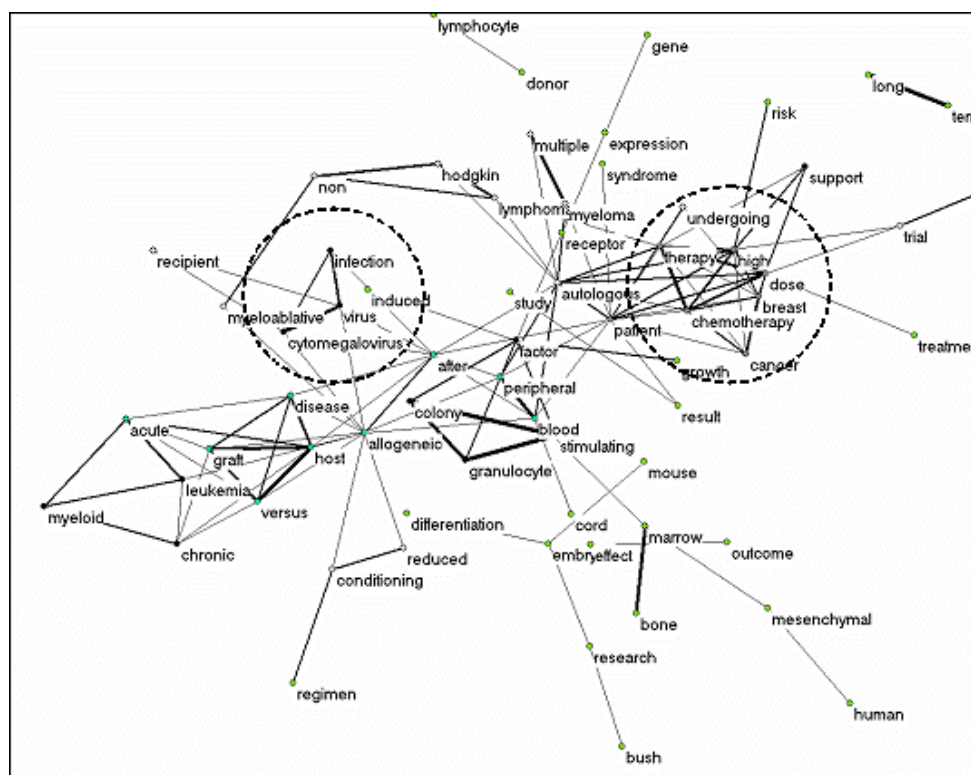 lymphocyte
gene
donor
long
term
risk
multiple
expression
hodgkin
syndrome
support
non
lymphoma
myeloma
undergoing
receptor
trial
recipient
infection
therapy
high
induced
study
autologous
dose
breast
myeloablative
virus
patient
chemotherapy
cytomegalovirus
factor
treatme
after
growth
cancer
peripheral
disease
colony
result
acute
allogeneic
blood
graft
host
stimulating
granulocyte
leukemia
mouse
versus
myeloid
differentiation
cord
marrow
chronic
reduced
embry
effect
outcome
conditioning
bone
mesenchymal
research
regimen
human
bush